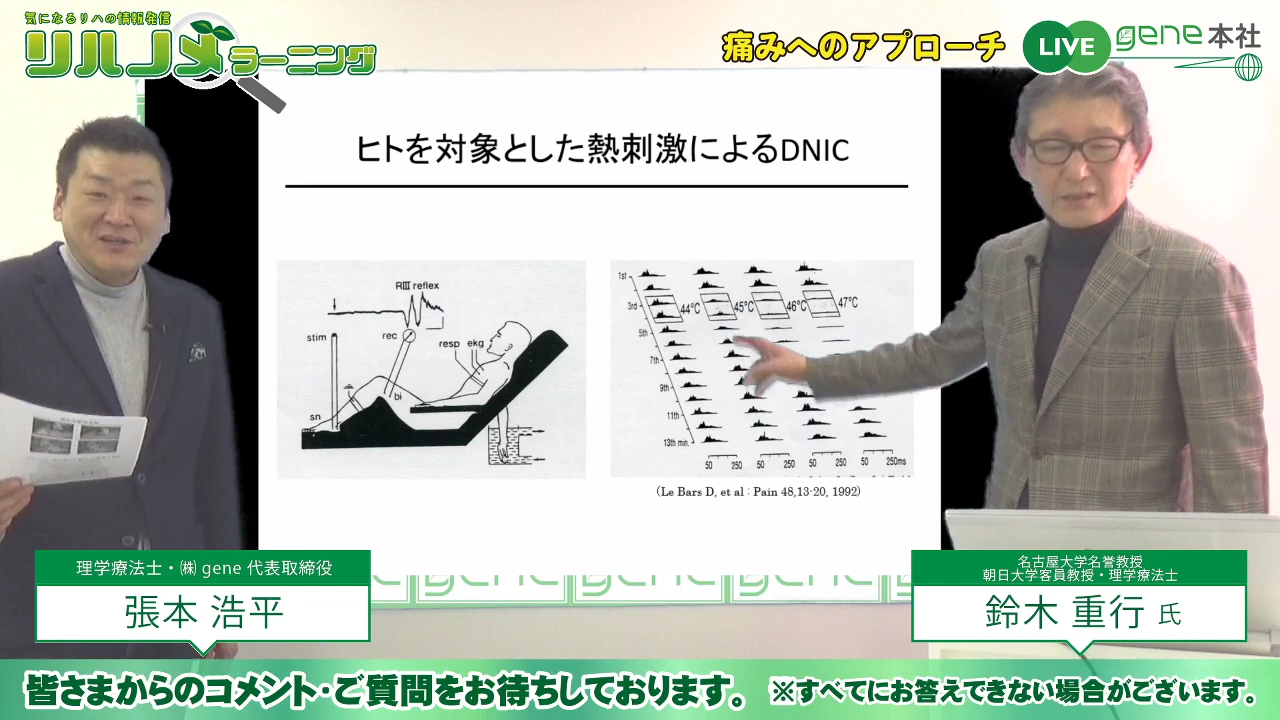 気になるリハの情報発信
リハノメ
ラーニング
痛みへのアプローチ
LIVE
gene 本社
ヒトを対象とした熱刺激によるDNIC
RⅢ reflex
stim
rec
resp ekg
bi
sn
1st
3rd
44℃ 45℃ 46℃ 47℃
5th
7th
9th
11th
13th min.
50 250 50 250 50 250 50 250ms
(Le Bars D, et al : Pain 48,13-20, 1992)
gene gene gene
理学療法士・㈱ gene 代表取締役
張本 浩平
名古屋大学名誉教授
朝日大学客員教授・理学療法士
鈴木 重行 氏
皆さまからのコメント・ご質問をお待ちしております。 ※すべてにお答えできない場合がございます。